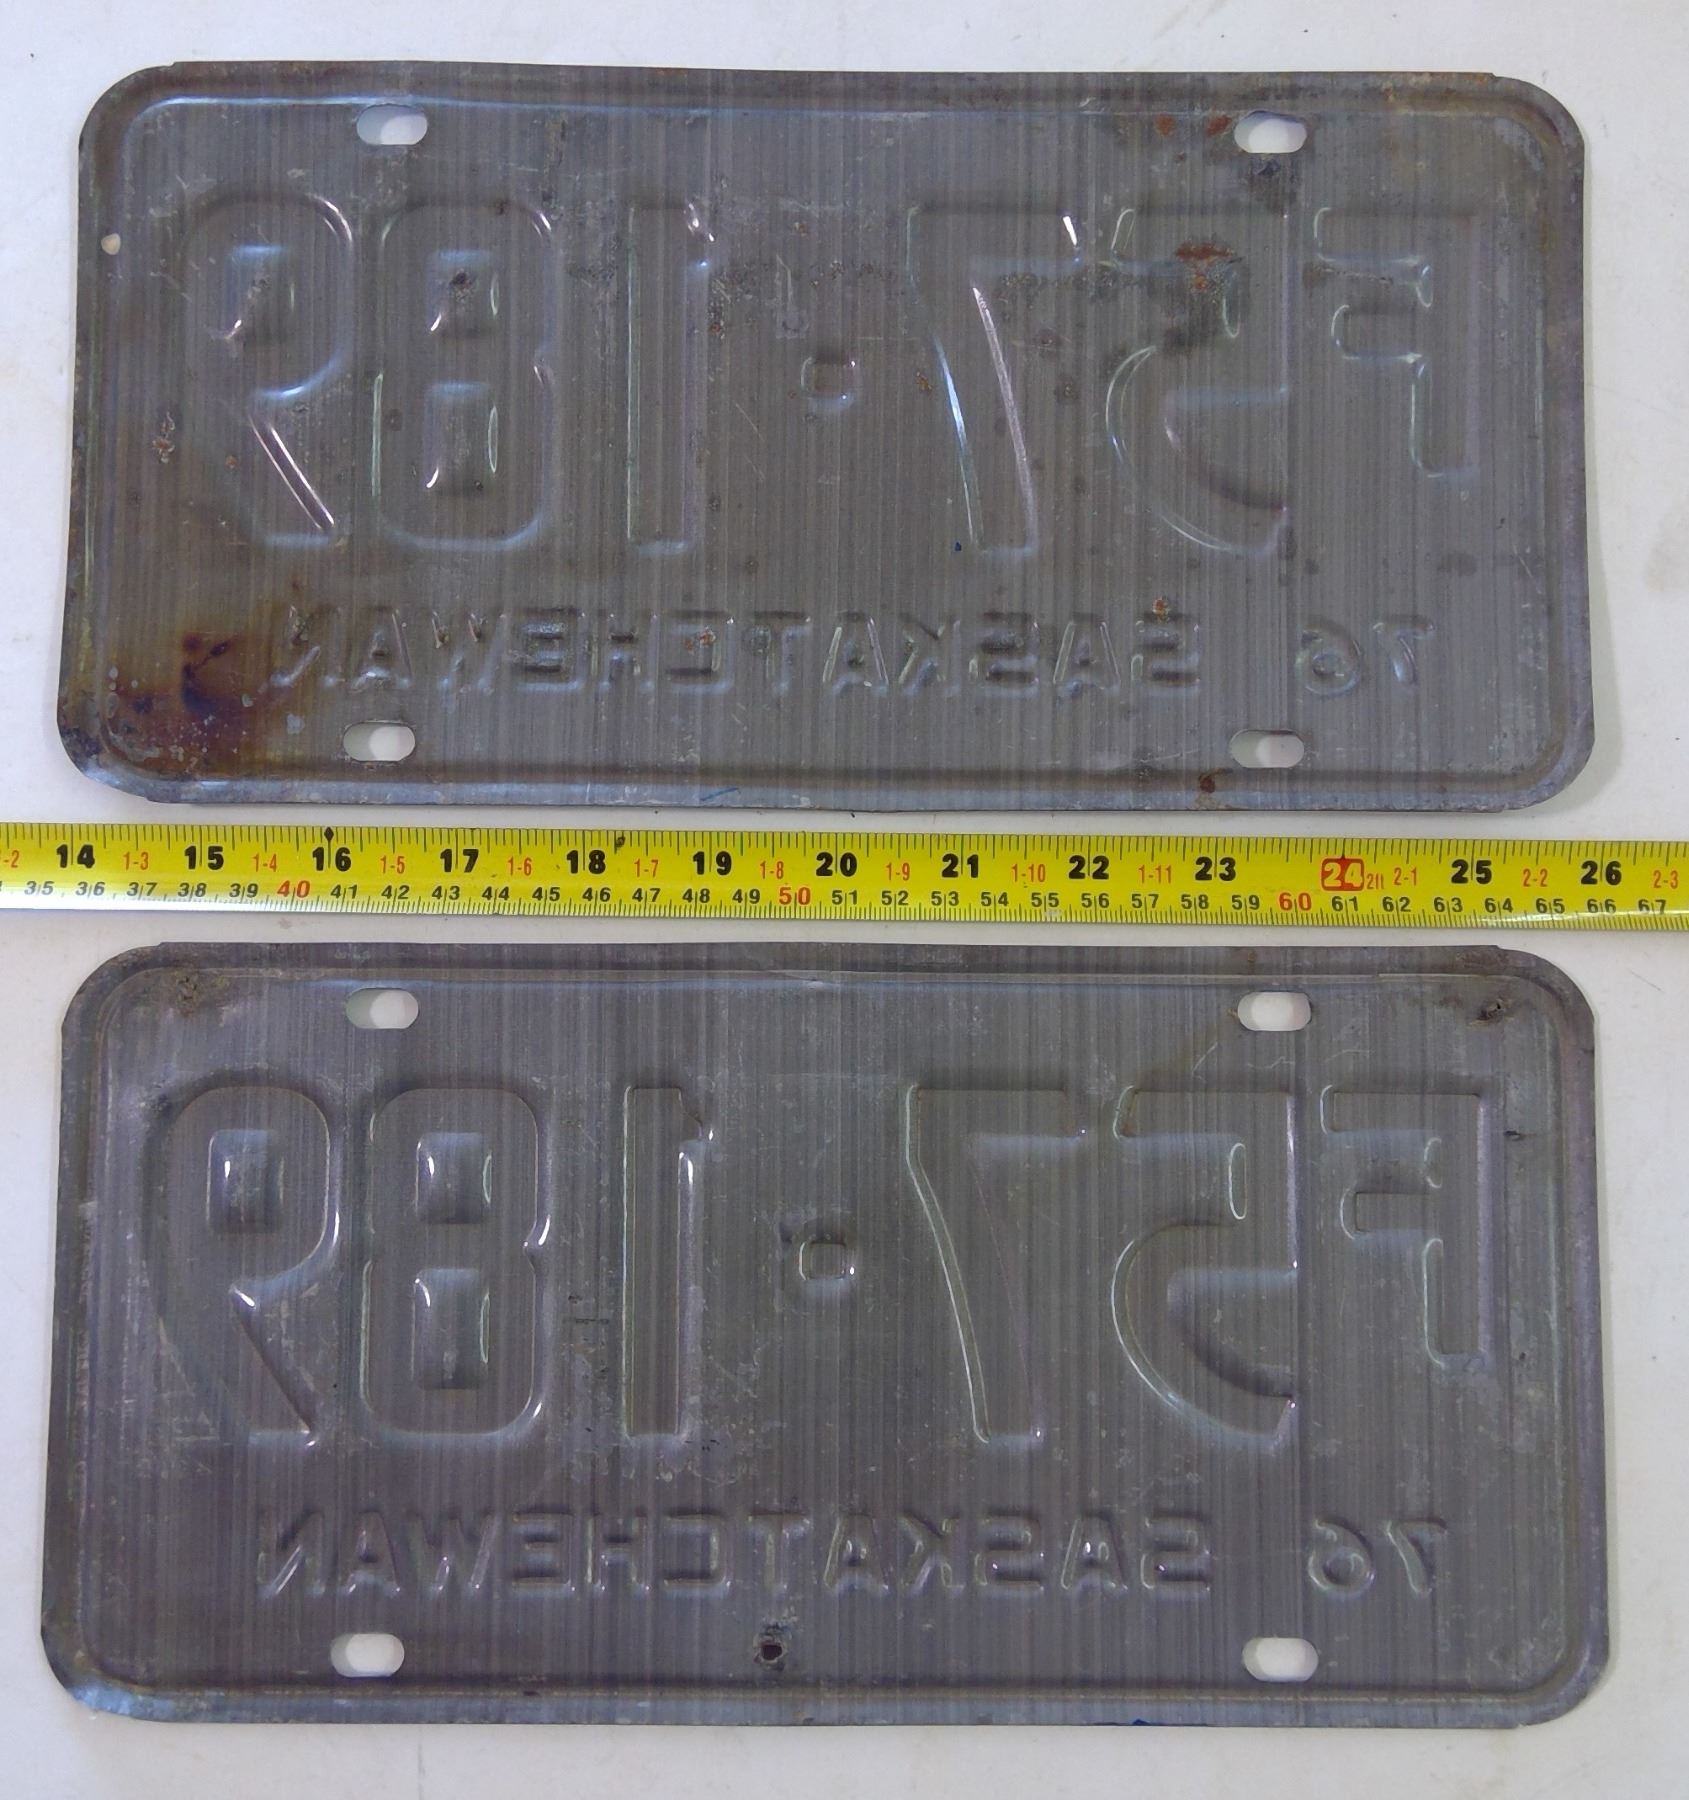 F57·189
76 SASKATCHEWAN
1-2 14 1-3 15 1-4 16 1-5 17 1-6 18 1-7 19 1-8 20 1-9 21 1-10 22 1-11 23 24 2ft 2-1 25 2-2 26 2-3
35 36 37 38 39 40 41 42 43 44 45 46 47 48 49 50 51 52 53 54 55 56 57 58 59 60 61 62 63 64 65 66 67
F57·189
76 SASKATCHEWAN